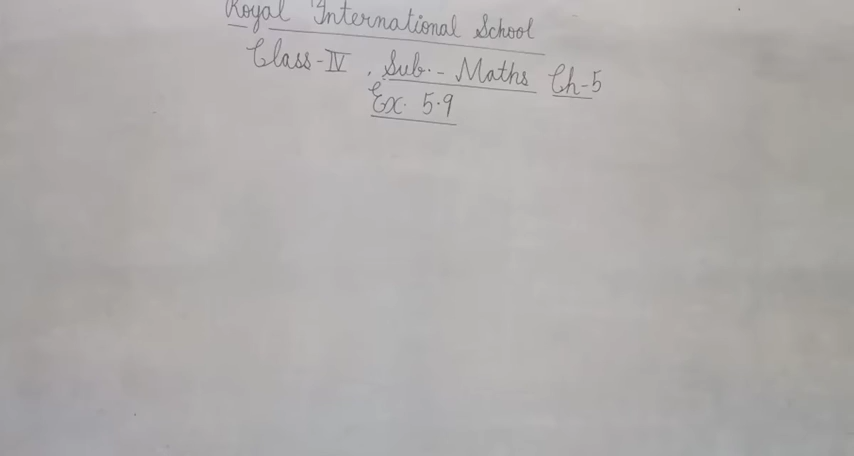 Royal International School
Class-IV, Sub.- Maths Ch-5
Ex. 5.9